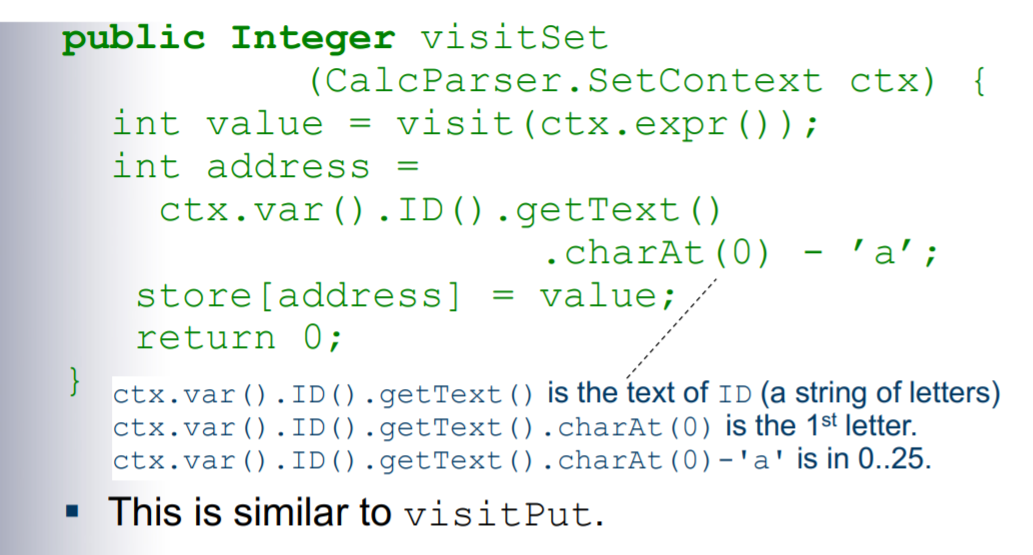 public Integer visitSet
(CalcParser.SetContext ctx) {
int value = visit(ctx.expr());
int address =
ctx.var().ID().getText()
.charAt(0) - ’a’;
store[address] = value;
return 0;
}
ctx.var().ID().getText() is the text of ID (a string of letters)
ctx.var().ID().getText().charAt(0) is the 1st letter.
ctx.var().ID().getText().charAt(0)-'a' is in 0..25.
▪ This is similar to visitPut.